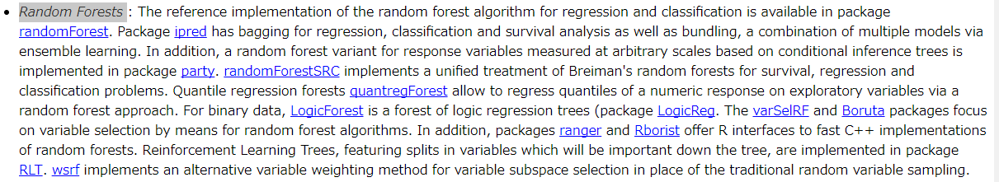 • Random Forests : The reference implementation of the random forest algorithm for regression and classification is available in package
randomForest. Package ipred has bagging for regression, classification and survival analysis as well as bundling, a combination of multiple models via
ensemble learning. In addition, a random forest variant for response variables measured at arbitrary scales based on conditional inference trees is
implemented in package party. randomForestSRC implements a unified treatment of Breiman's random forests for survival, regression and
classification problems. Quantile regression forests quantregForest allow to regress quantiles of a numeric response on exploratory variables via a
random forest approach. For binary data, LogicForest is a forest of logic regression trees (package LogicReg. The varSelRF and Boruta packages focus
on variable selection by means for random forest algorithms. In addition, packages ranger and Rborist offer R interfaces to fast C++ implementations
of random forests. Reinforcement Learning Trees, featuring splits in variables which will be important down the tree, are implemented in package
RLT. wsrf implements an alternative variable weighting method for variable subspace selection in place of the traditional random variable sampling.